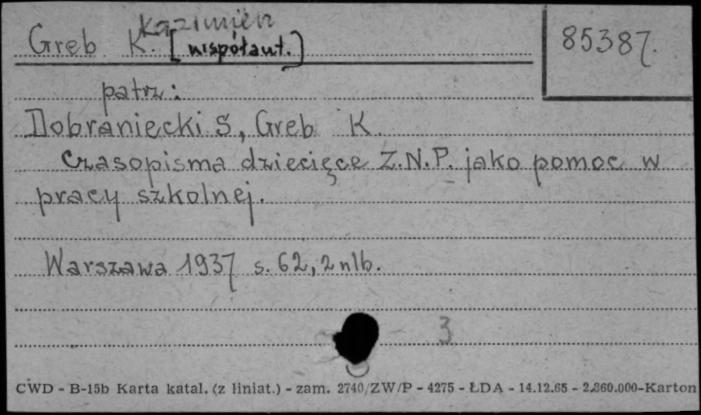 Kazimierz
Greb K. [współaut.] 85387.
patrz:
Dobraniecki S., Greb K.
Czasopisma dziecięce Z.N.P. jako pomoc w
pracy szkolnej.
Warszawa 1937 s. 62, 2 nlb.
3
CWD - B-15b Karta katal. (z liniat.) - zam. 2740/ZW/P - 4275 - ŁDA - 14.12.65 - 2.860.000-Karton